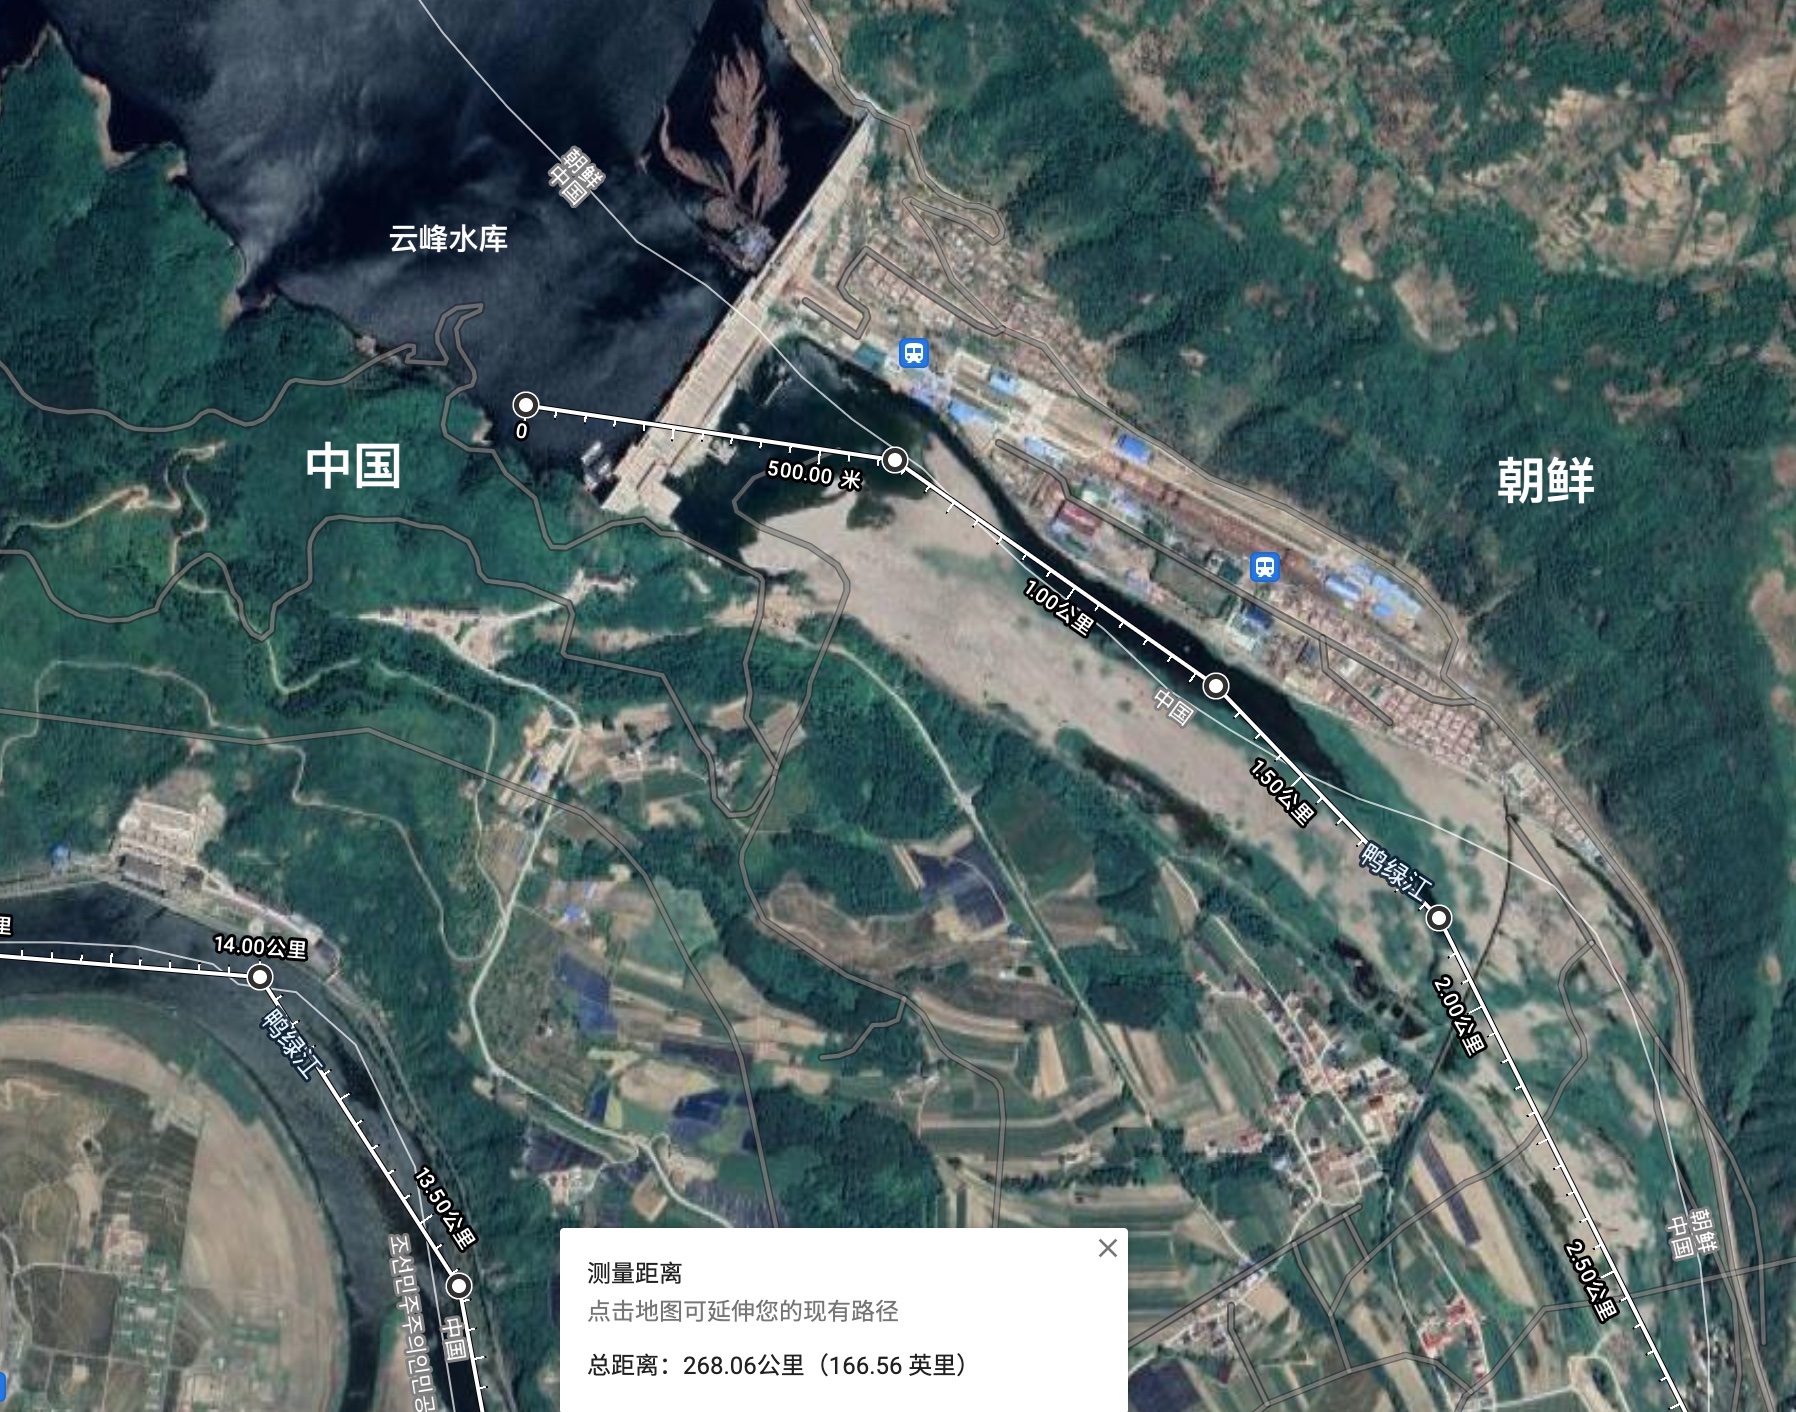 朝鲜
中国
云峰水库
0
500.00 米
中国
朝鲜
1.00公里
中国
1.50公里
鸭绿江
里
14.00公里
鸭绿江
2.00公里
13.50公里
조선민주주의인민공
中国
朝鲜
中国
2.50公里
测量距离
点击地图可延伸您的现有路径
总距离：268.06公里（166.56 英里）